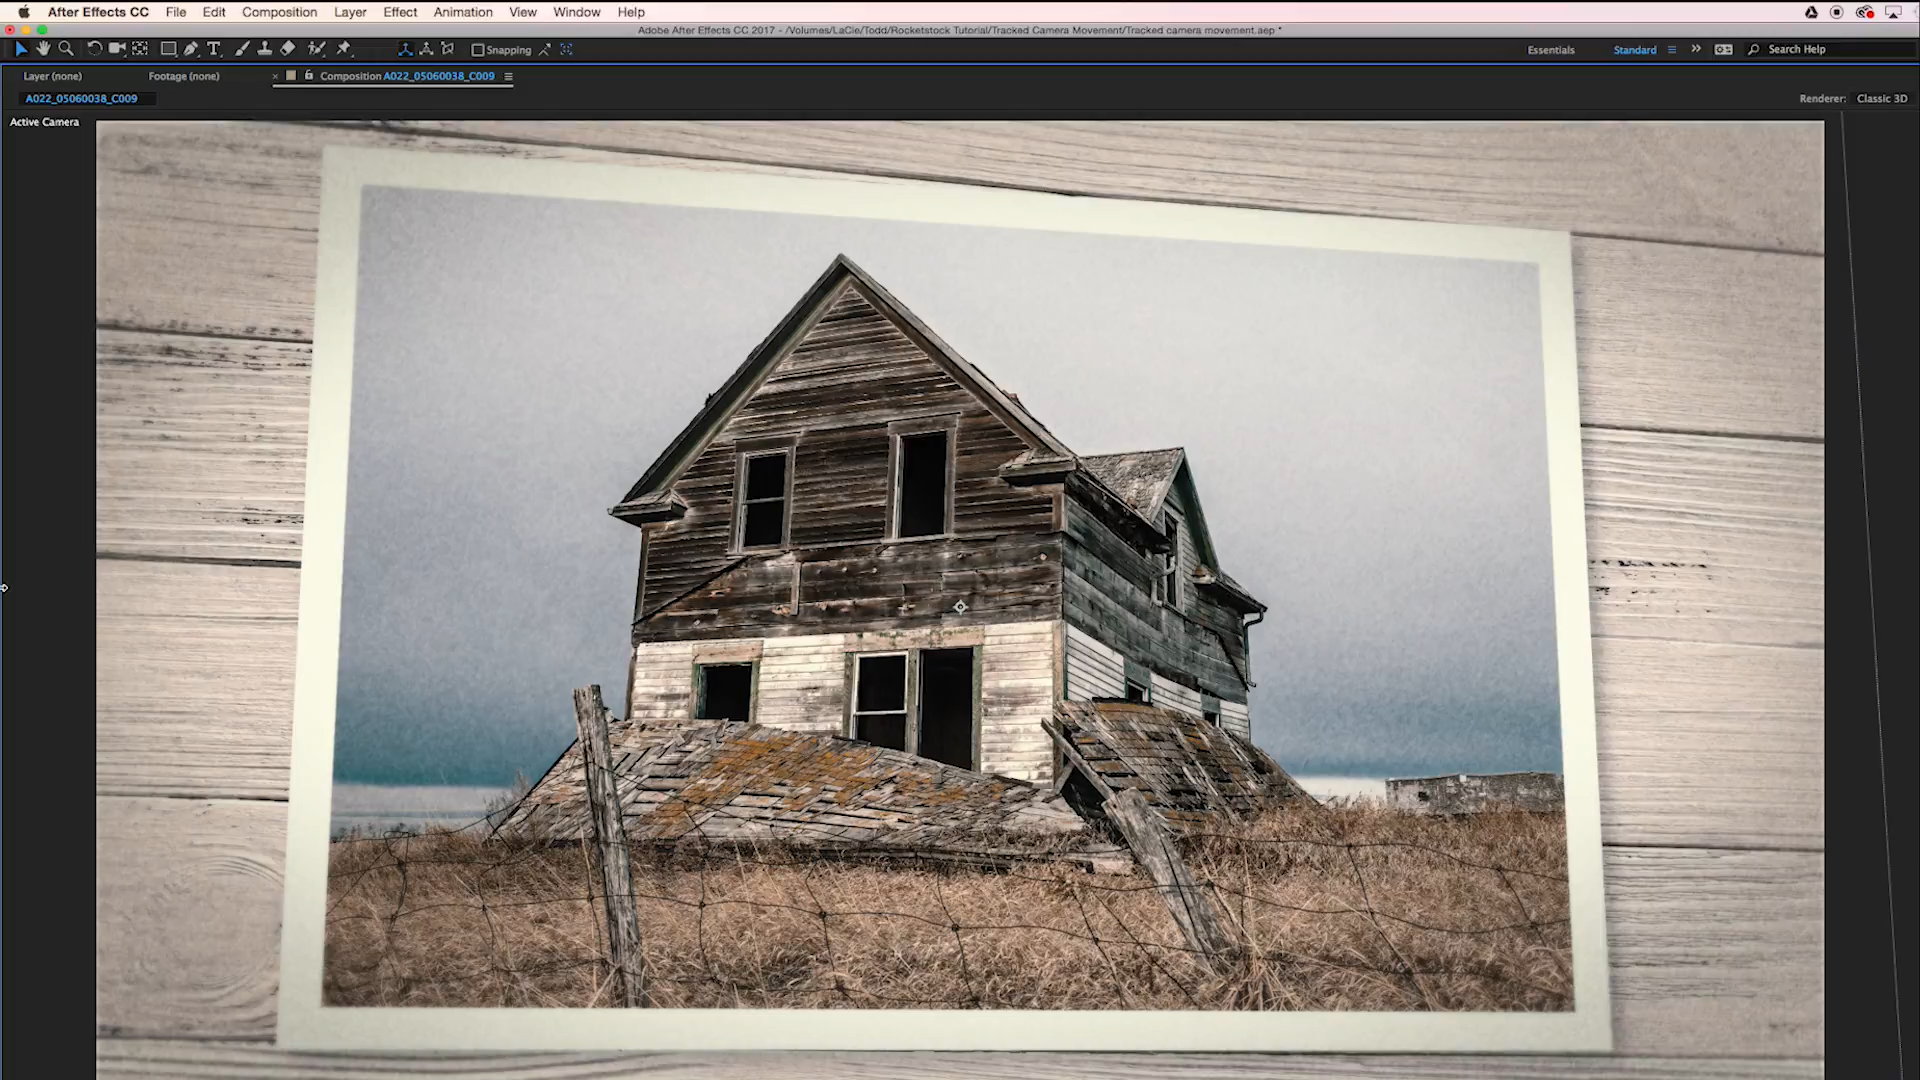 After Effects CC File Edit Composition Layer Effect Animation View Window Help
Adobe After Effects CC 2017 - /Volumes/LaCie/Todd/Rocketstock Tutorial/Tracked Camera Movement/Tracked camera movement.aep *
Snapping Essentials Standard Search Help
Layer (none) Footage (none) Composition A022_05060038_C009
A022_05060038_C009 Renderer: Classic 3D
Active Camera